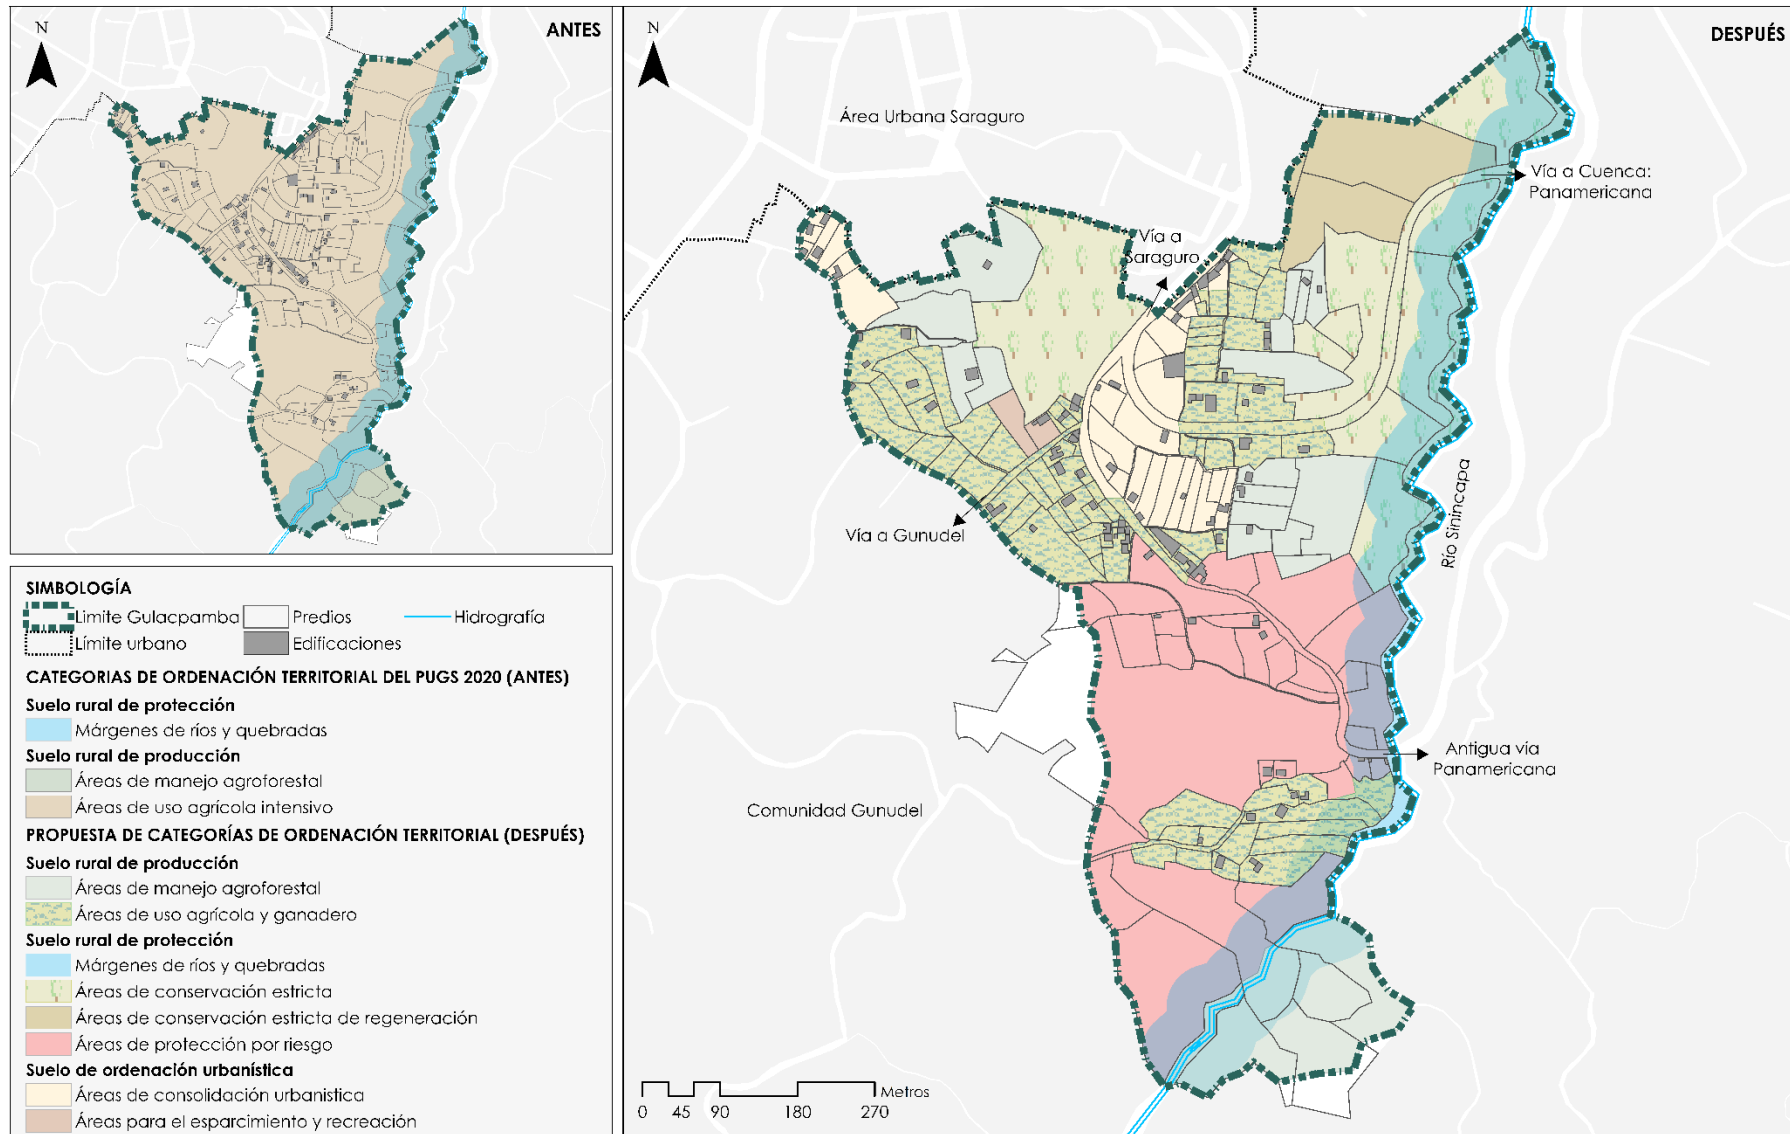 N
ANTES
SIMBOLOGÍA
Limite Gulacpamba
Predios
Hidrografía
Límite urbano
Edificaciones
CATEGORIAS DE ORDENACIÓN TERRITORIAL DEL PUGS 2020 (ANTES)
Suelo rural de protección
Márgenes de ríos y quebradas
Suelo rural de producción
Áreas de manejo agroforestal
Áreas de uso agrícola intensivo
PROPUESTA DE CATEGORÍAS DE ORDENACIÓN TERRITORIAL (DESPUÉS)
Suelo rural de producción
Áreas de manejo agroforestal
Áreas de uso agrícola y ganadero
Suelo rural de protección
Márgenes de ríos y quebradas
Áreas de conservación estricta
Áreas de conservación estricta de regeneración
Áreas de protección por riesgo
Suelo de ordenación urbanística
Áreas de consolidación urbanistica
Áreas para el esparcimiento y recreación
N
DESPUÉS
Área Urbana Saraguro
Vía a Cuenca:
Panamericana
Vía a
Saraguro
Río Sinincapa
Vía a Gunudel
Antigua vía
Panamericana
Comunidad Gunudel
Metros
0 45 90 180 270